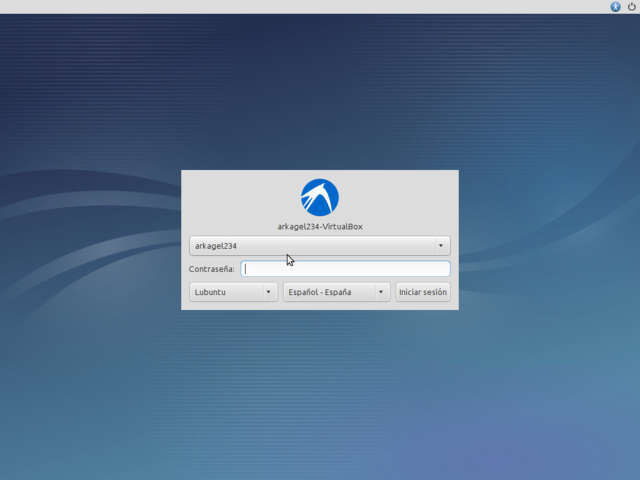 arkagel234-VirtualBox
arkagel234
Contraseña:
Lubuntu Español - España Iniciar sesión